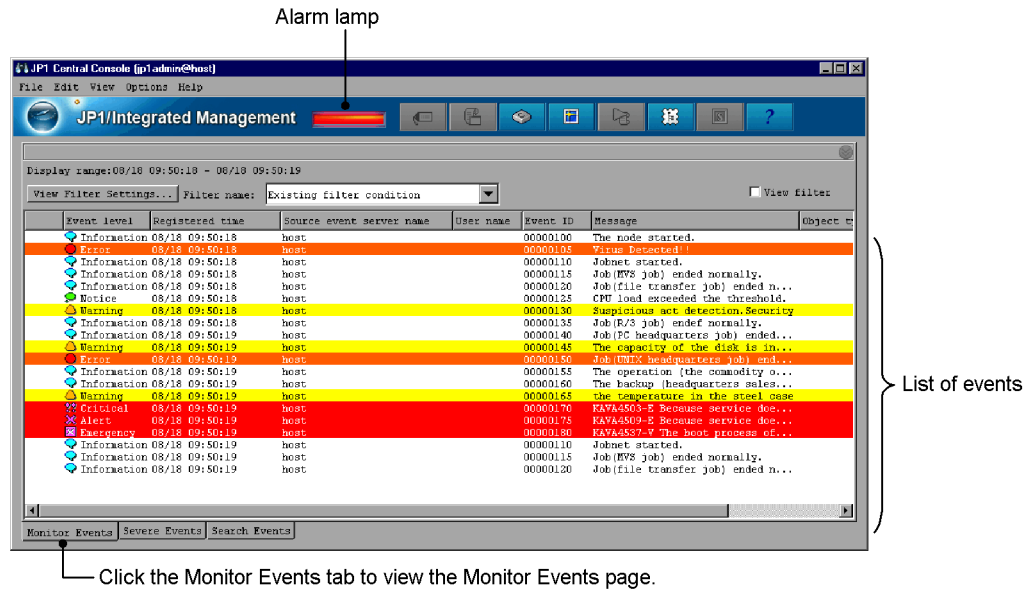 Alarm lamp
JP1 Central Console (jp1admin@host)
File Edit View Options Help
JP1/Integrated Management
?
Display range:08/18 09:50:18 - 08/18 09:50:19
View Filter Settings... Filter name: Existing filter condition View filter
Event level Registered time Source event server name User name Event ID Message Object ty
Information 08/18 09:50:18 host 00000100 The node started.
Error 08/18 09:50:18 host 00000105 Virus Detected!!
Information 08/18 09:50:18 host 00000110 Jobnet started.
Information 08/18 09:50:18 host 00000115 Job(MVS job) ended normally.
Information 08/18 09:50:18 host 00000120 Job(file transfer job) ended n...
Notice 08/18 09:50:18 host 00000125 CPU load exceeded the threshold.
Warning 08/18 09:50:18 host 00000130 Suspicious act detection.Security
Information 08/18 09:50:18 host 00000135 Job(R/3 job) endef normally.
Information 08/18 09:50:19 host 00000140 Job(PC headquarters job) ended...
Warning 08/18 09:50:19 host 00000145 The capacity of the disk is in...
Error 08/18 09:50:19 host 00000150 Job(UNIX headquarters job) end...
Information 08/18 09:50:19 host 00000155 The operation (the commodity o...
Information 08/18 09:50:19 host 00000160 The backup (headquarters sales...
Warning 08/18 09:50:19 host 00000165 the temperature in the steel case
Critical 08/18 09:50:19 host 00000170 KAVA4503-E Because service doe...
Alert 08/18 09:50:19 host 00000175 KAVA4509-E Because service doe...
Emergency 08/18 09:50:19 host 00000180 KAVA4537-V The boot process of...
Information 08/18 09:50:19 host 00000110 Jobnet started.
Information 08/18 09:50:19 host 00000115 Job(MVS job) ended normally.
Information 08/18 09:50:19 host 00000120 Job(file transfer job) ended n...
List of events
Monitor Events Severe Events Search Events
Click the Monitor Events tab to view the Monitor Events page.